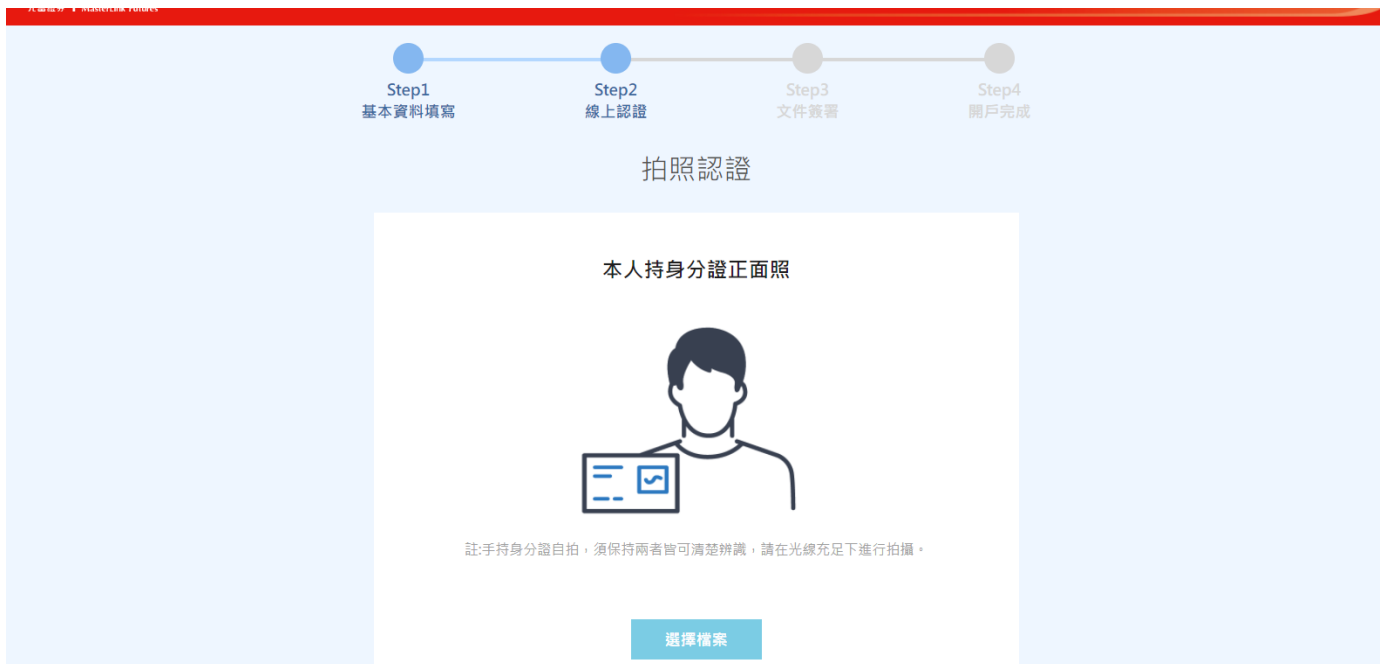 MasterLink Futures
Step1
基本資料填寫
Step2
線上認證
Step3
文件簽署
Step4
開戶完成
拍照認證
本人持身分證正面照
註:手持身分證自拍，須保持兩者皆可清楚辨識，請在光線充足下進行拍攝。
選擇檔案